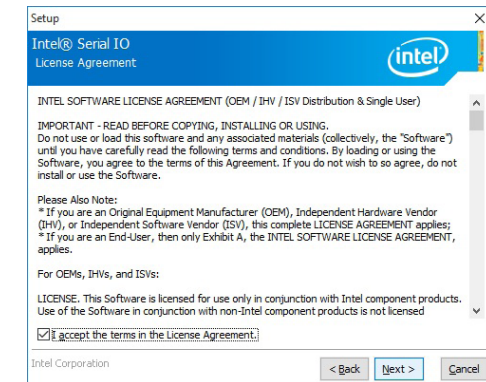 Setup
Intel® Serial IO
License Agreement
intel
INTEL SOFTWARE LICENSE AGREEMENT (OEM / IHV / ISV Distribution & Single User)
IMPORTANT - READ BEFORE COPYING, INSTALLING OR USING.
Do not use or load this software and any associated materials (collectively, the "Software")
until you have carefully read the following terms and conditions. By loading or using the
Software, you agree to the terms of this Agreement. If you do not wish to so agree, do not
install or use the Software.
Please Also Note:
* If you are an Original Equipment Manufacturer (OEM), Independent Hardware Vendor
(IHV), or Independent Software Vendor (ISV), this complete LICENSE AGREEMENT applies;
* If you are an End-User, then only Exhibit A, the INTEL SOFTWARE LICENSE AGREEMENT,
applies.
For OEMs, IHVs, and ISVs:
LICENSE. This Software is licensed for use only in conjunction with Intel component products.
Use of the Software in conjunction with non-Intel component products is not licensed
I accept the terms in the License Agreement.
Intel Corporation
< Back
Next >
Cancel